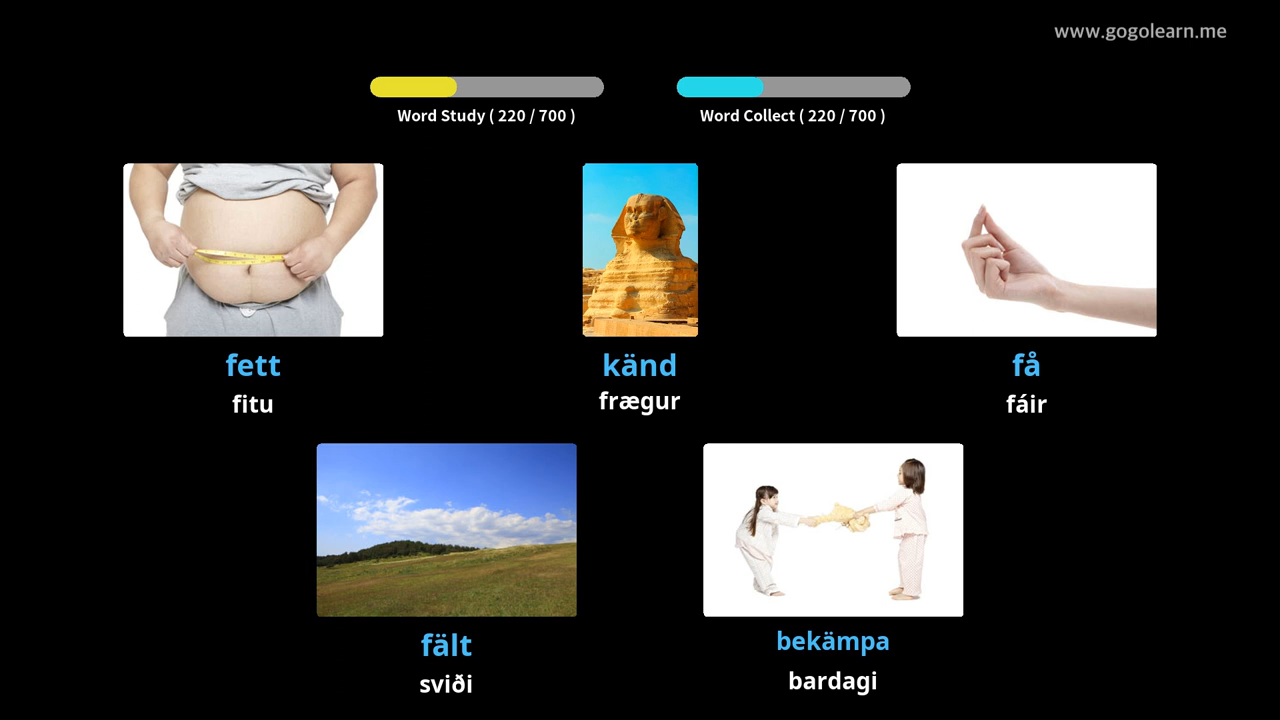 www.gogolearn.me
Word Study ( 220 / 700 )
Word Collect ( 220 / 700 )
fett
fitu
känd
frægur
få
fáir
fält
sviði
bekämpa
bardagi